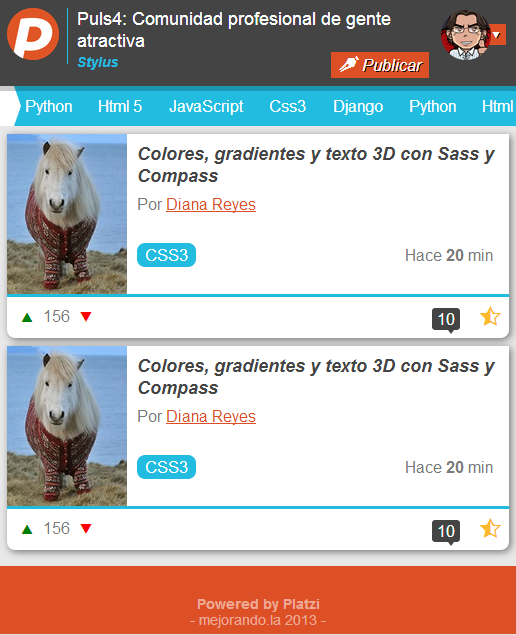 Puls4: Comunidad profesional de gente
atractiva
Stylus
Publicar
Python Html 5 JavaScript Css3 Django Python Html
Colores, gradientes y texto 3D con Sass y
Compass
Por Diana Reyes
CSS3 Hace 20 min
156 10
Colores, gradientes y texto 3D con Sass y
Compass
Por Diana Reyes
CSS3 Hace 20 min
156 10
Powered by Platzi
- mejorando.la 2013 -